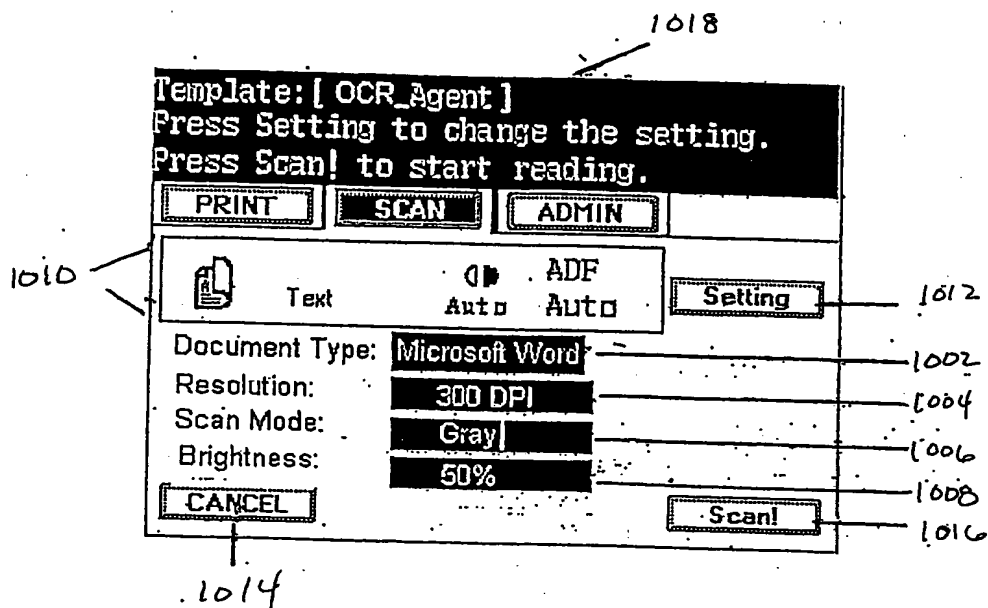 1018
Template:[ OCR_Agent ]
Press Setting to change the setting.
Press Scan! to start reading.
PRINT SCAN ADMIN
1010
Text Auto ADF Auto
Setting 1012
Document Type: Microsoft Word 1002
Resolution: 300 DPI 1004
Scan Mode: Gray 1006
Brightness: 50% 1008
CANCEL Scan! 1016
1014